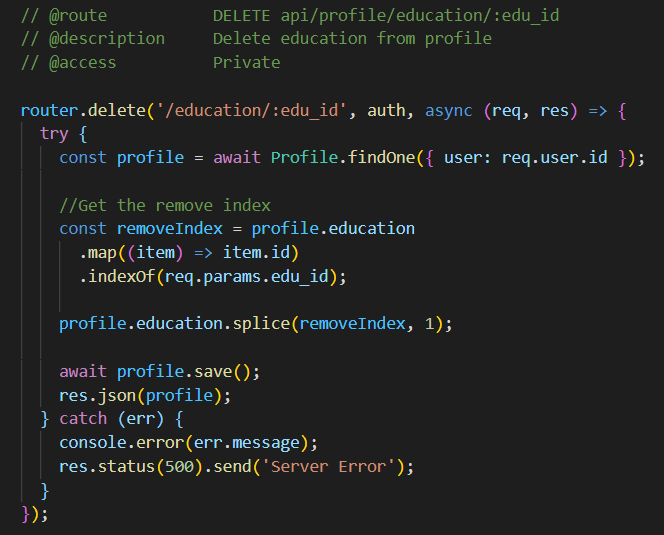 // @route           DELETE api/profile/education/:edu_id
// @description     Delete education from profile
// @access          Private
router.delete('/education/:edu_id', auth, async (req, res) => {
  try {
    const profile = await Profile.findOne({ user: req.user.id });
    //Get the remove index
    const removeIndex = profile.education
      .map((item) => item.id)
      .indexOf(req.params.edu_id);
    profile.education.splice(removeIndex, 1);
    await profile.save();
    res.json(profile);
  } catch (err) {
    console.error(err.message);
    res.status(500).send('Server Error');
  }
});